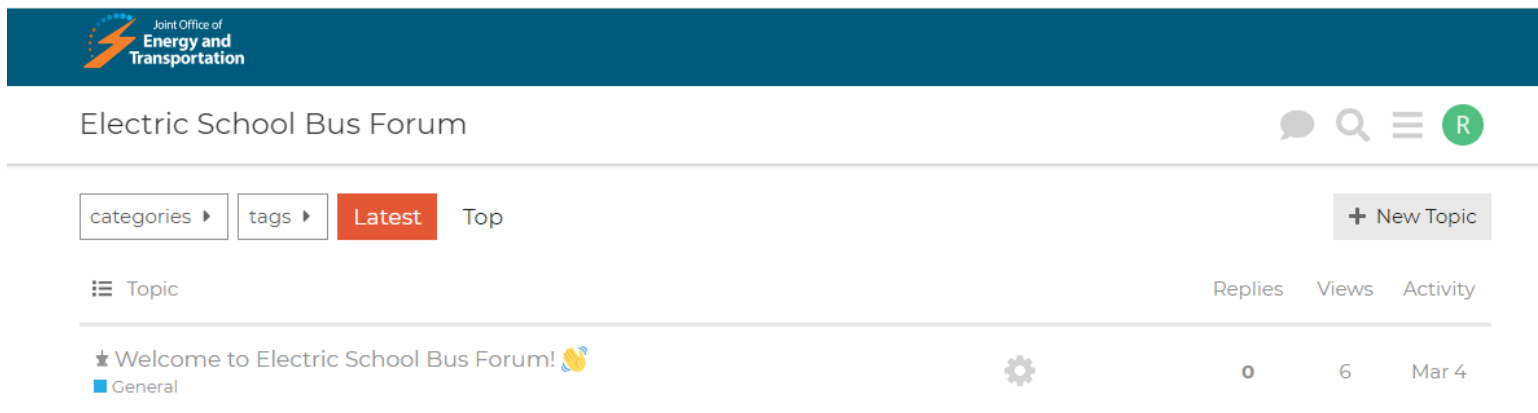 Joint Office of
Energy and
Transportation
Electric School Bus Forum
R
categories
tags
Latest
Top
New Topic
Topic
Replies
Views
Activity
Welcome to Electric School Bus Forum! 👋
0
6
Mar 4
General